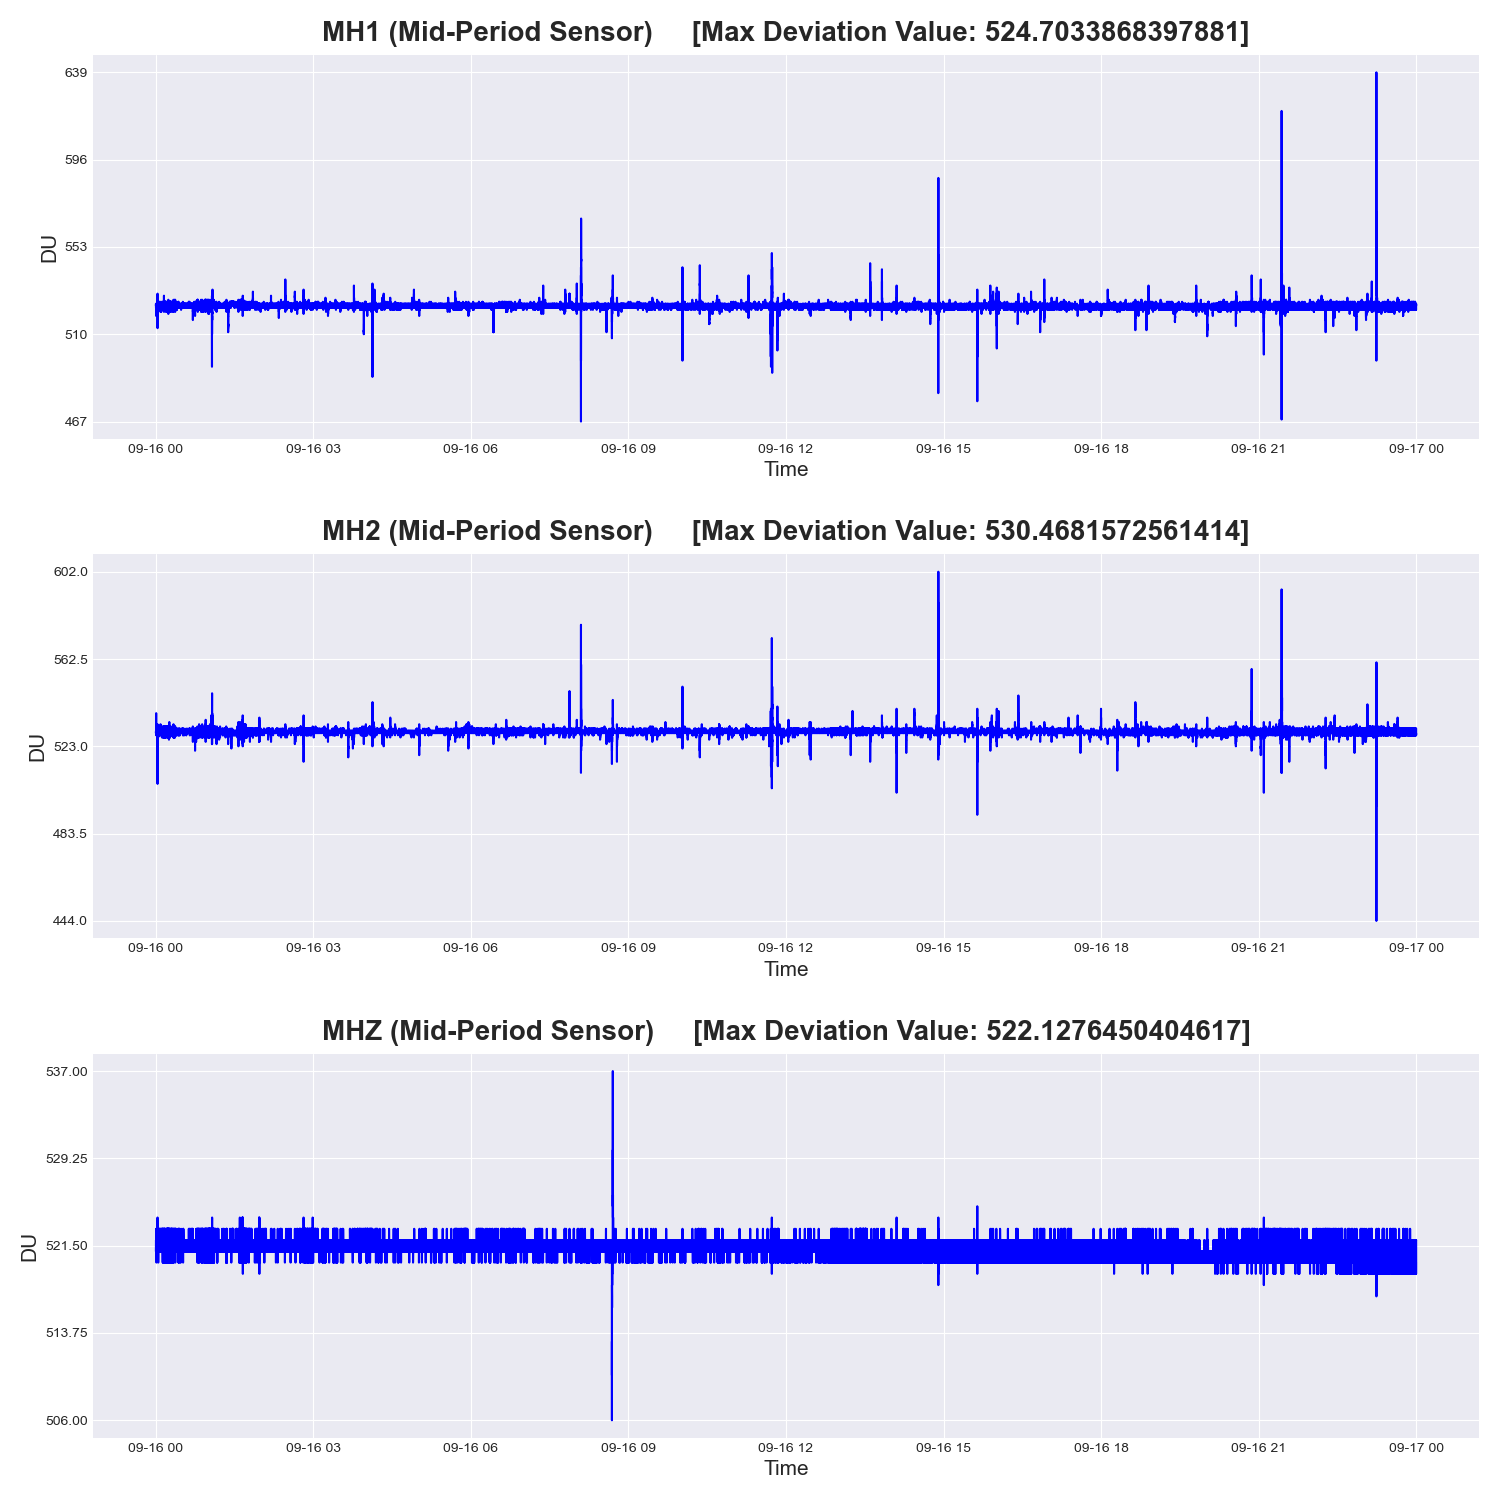 MH1 (Mid-Period Sensor)     [Max Deviation Value: 524.7033868397881]
639
596
553
510
467
DU
09-16 00 09-16 03 09-16 06 09-16 09 09-16 12 09-16 15 09-16 18 09-16 21 09-17 00
Time
MH2 (Mid-Period Sensor)     [Max Deviation Value: 530.4681572561414]
602.0
562.5
523.0
483.5
444.0
DU
09-16 00 09-16 03 09-16 06 09-16 09 09-16 12 09-16 15 09-16 18 09-16 21 09-17 00
Time
MHZ (Mid-Period Sensor)     [Max Deviation Value: 522.1276450404617]
537.00
529.25
521.50
513.75
506.00
DU
09-16 00 09-16 03 09-16 06 09-16 09 09-16 12 09-16 15 09-16 18 09-16 21 09-17 00
Time